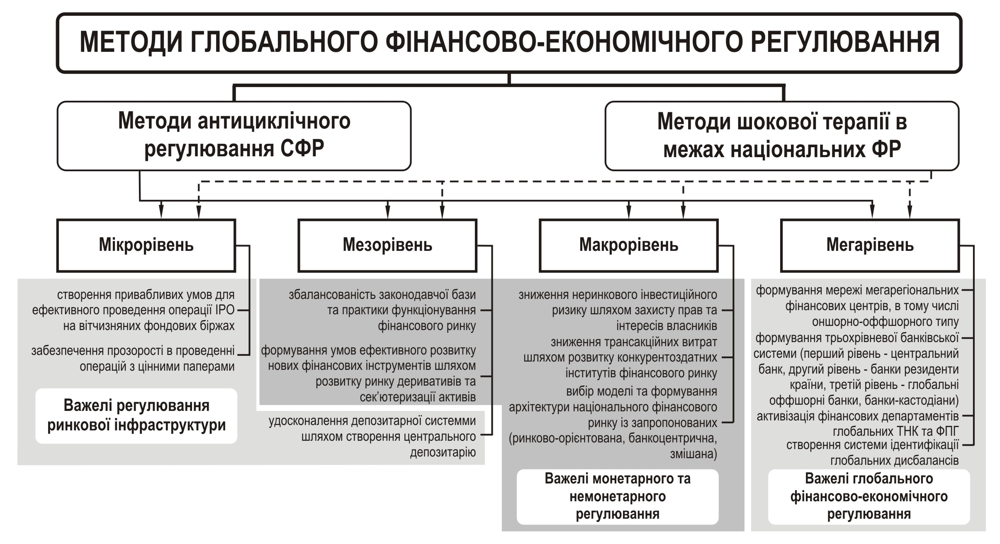 МЕТОДИ ГЛОБАЛЬНОГО ФІНАНСОВО-ЕКОНОМІЧНОГО РЕГУЛЮВАННЯ
Методи антициклічного
регулювання СФР
Методи шокової терапії в
межах національних ФР
Мікрорівень
Мезорівень
Макрорівень
Мегарівень
створення привабливих умов для
ефективного проведення операції IPO
на вітчизняних фондових біржах
забезпечення прозорості в проведенні
операцій з цінними паперами
Важелі регулювання
ринкової інфраструктури
збалансованість законодавчої бази
та практики функціонування
фінансового ринку
формування умов ефективного розвитку
нових фінансових інструментів шляхом
розвитку ринку деривативів та
сек’ютеризації активів
удосконалення депозитарної системми
шляхом створення центрального
депозитарію
зниження неринкового інвестиційного
ризику шляхом захисту прав та
інтересів власників
зниження трансакційних витрат
шляхом розвитку конкурентоздатних
інститутів фінансового ринку
вибір моделі та формування
архітектури національного фінансового
ринку із запропонованих
(ринково-орієнтована, банкоцентрична,
змішана)
Важелі монетарного та
немонетарного
регулювання
формування мережі мегарегіональних
фінансових центрів, в тому числі
оншорно-оффшорного типу
формування трьохрівневої банківської
системи (перший рівень - центральний
банк, другий рівень - банки резиденти
країни, третій рівень - глобальні
оффшорні банки, банки-кастодіани)
активізація фінансових департаментів
глобальних ТНК та ФПГ
створення системи ідентифікації
глобальних дисбалансів
Важелі глобального
фінансово-економічного
регулювання